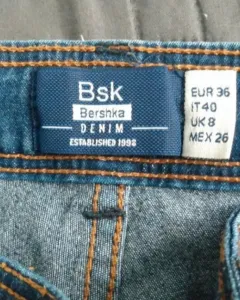 Bsk
Bershka
DENIM
ESTABLISHED 1998
EUR 36
IT 40
UK 8
MEX 26